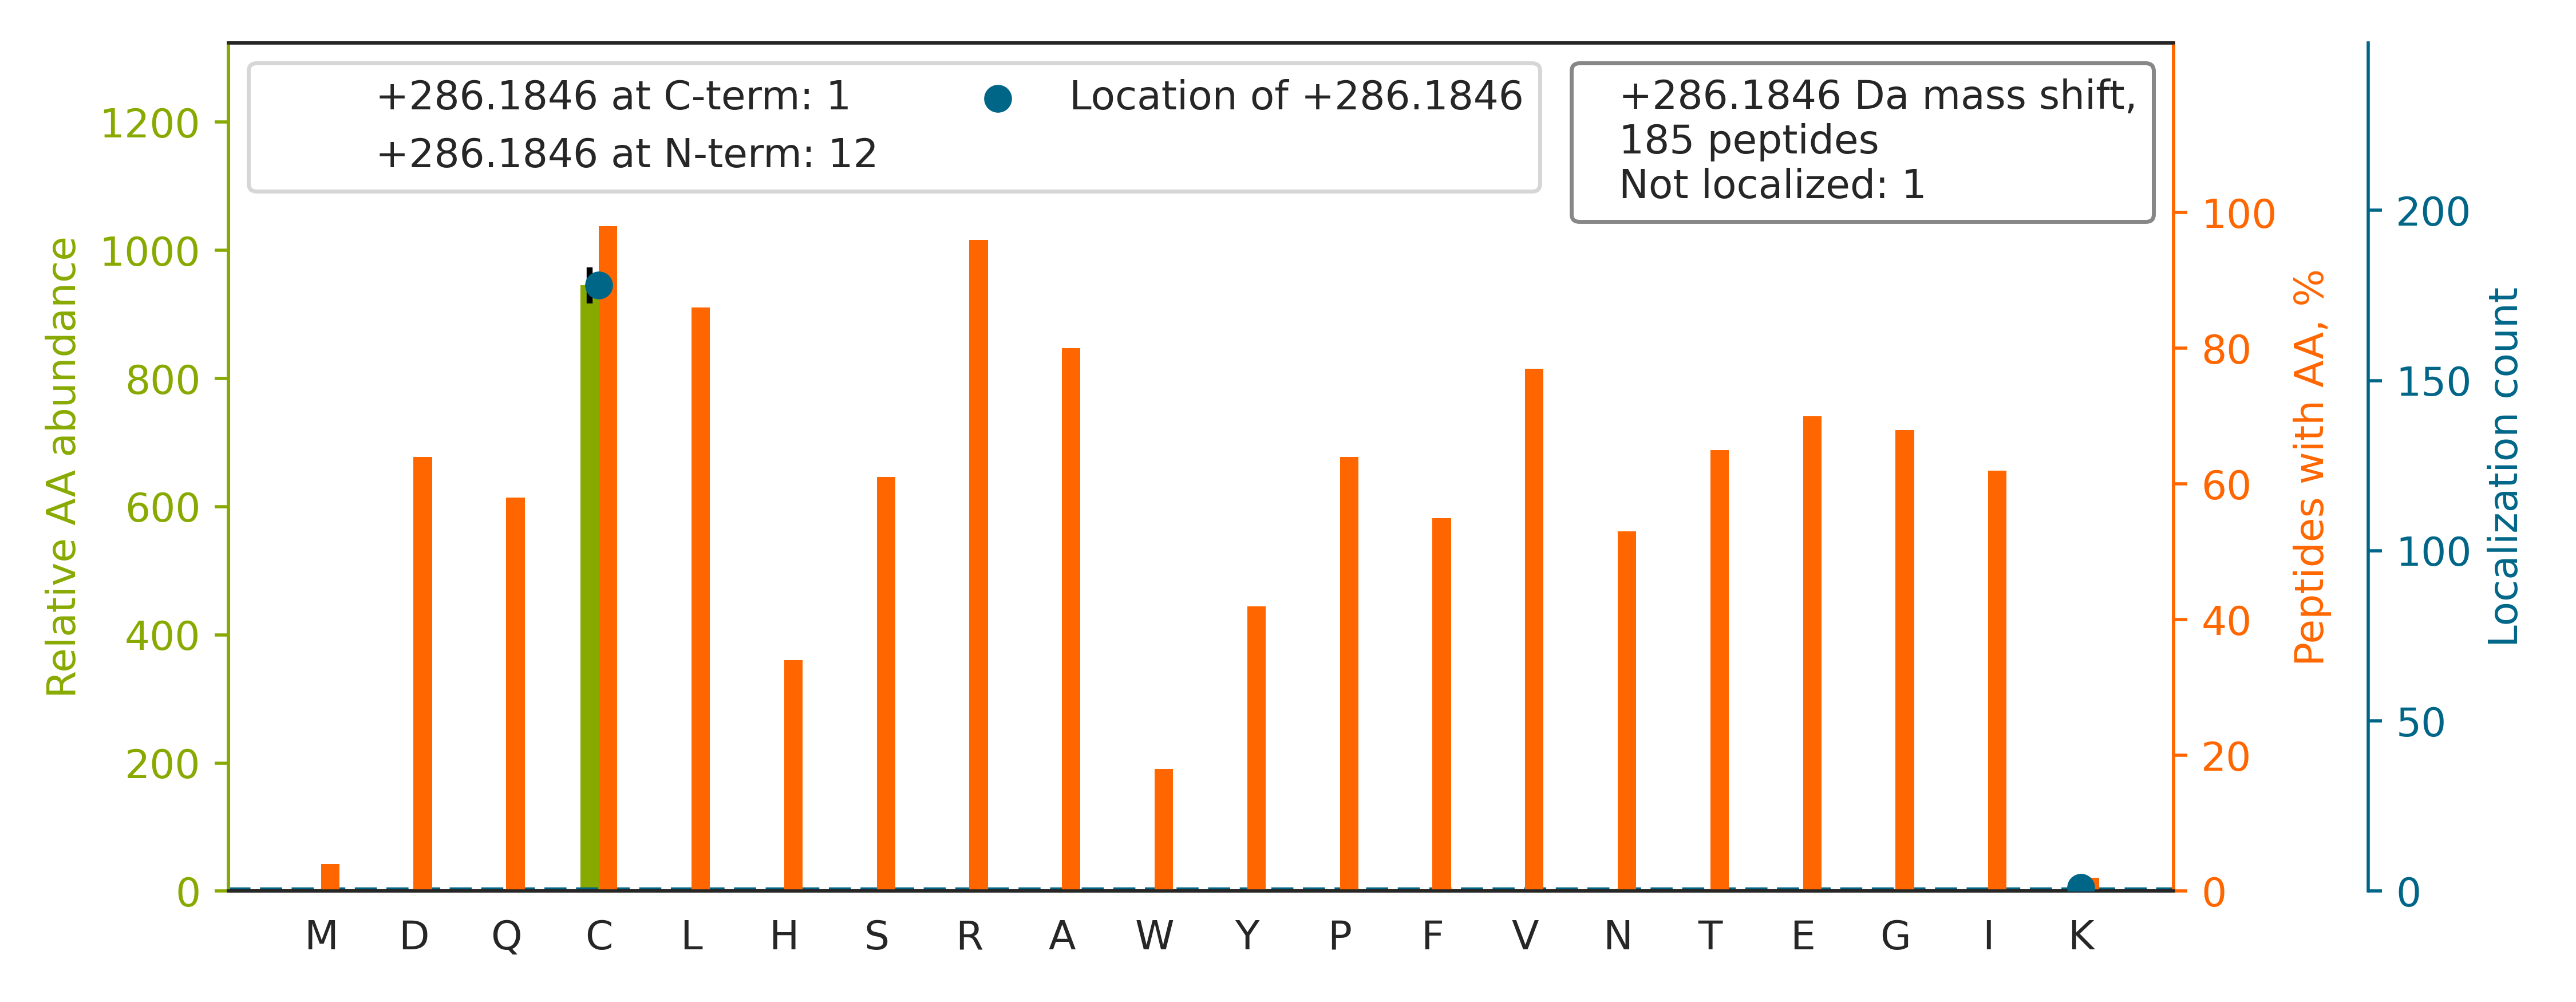 +286.1846 at C-term: 1
+286.1846 at N-term: 12
Location of +286.1846
+286.1846 Da mass shift,
185 peptides
Not localized: 1
Relative AA abundance
1200
1000
800
600
400
200
0
100
80
60
40
20
0
Peptides with AA, %
200
150
100
50
0
Localization count
M D Q C L H S R A W Y P F V N T E G I K